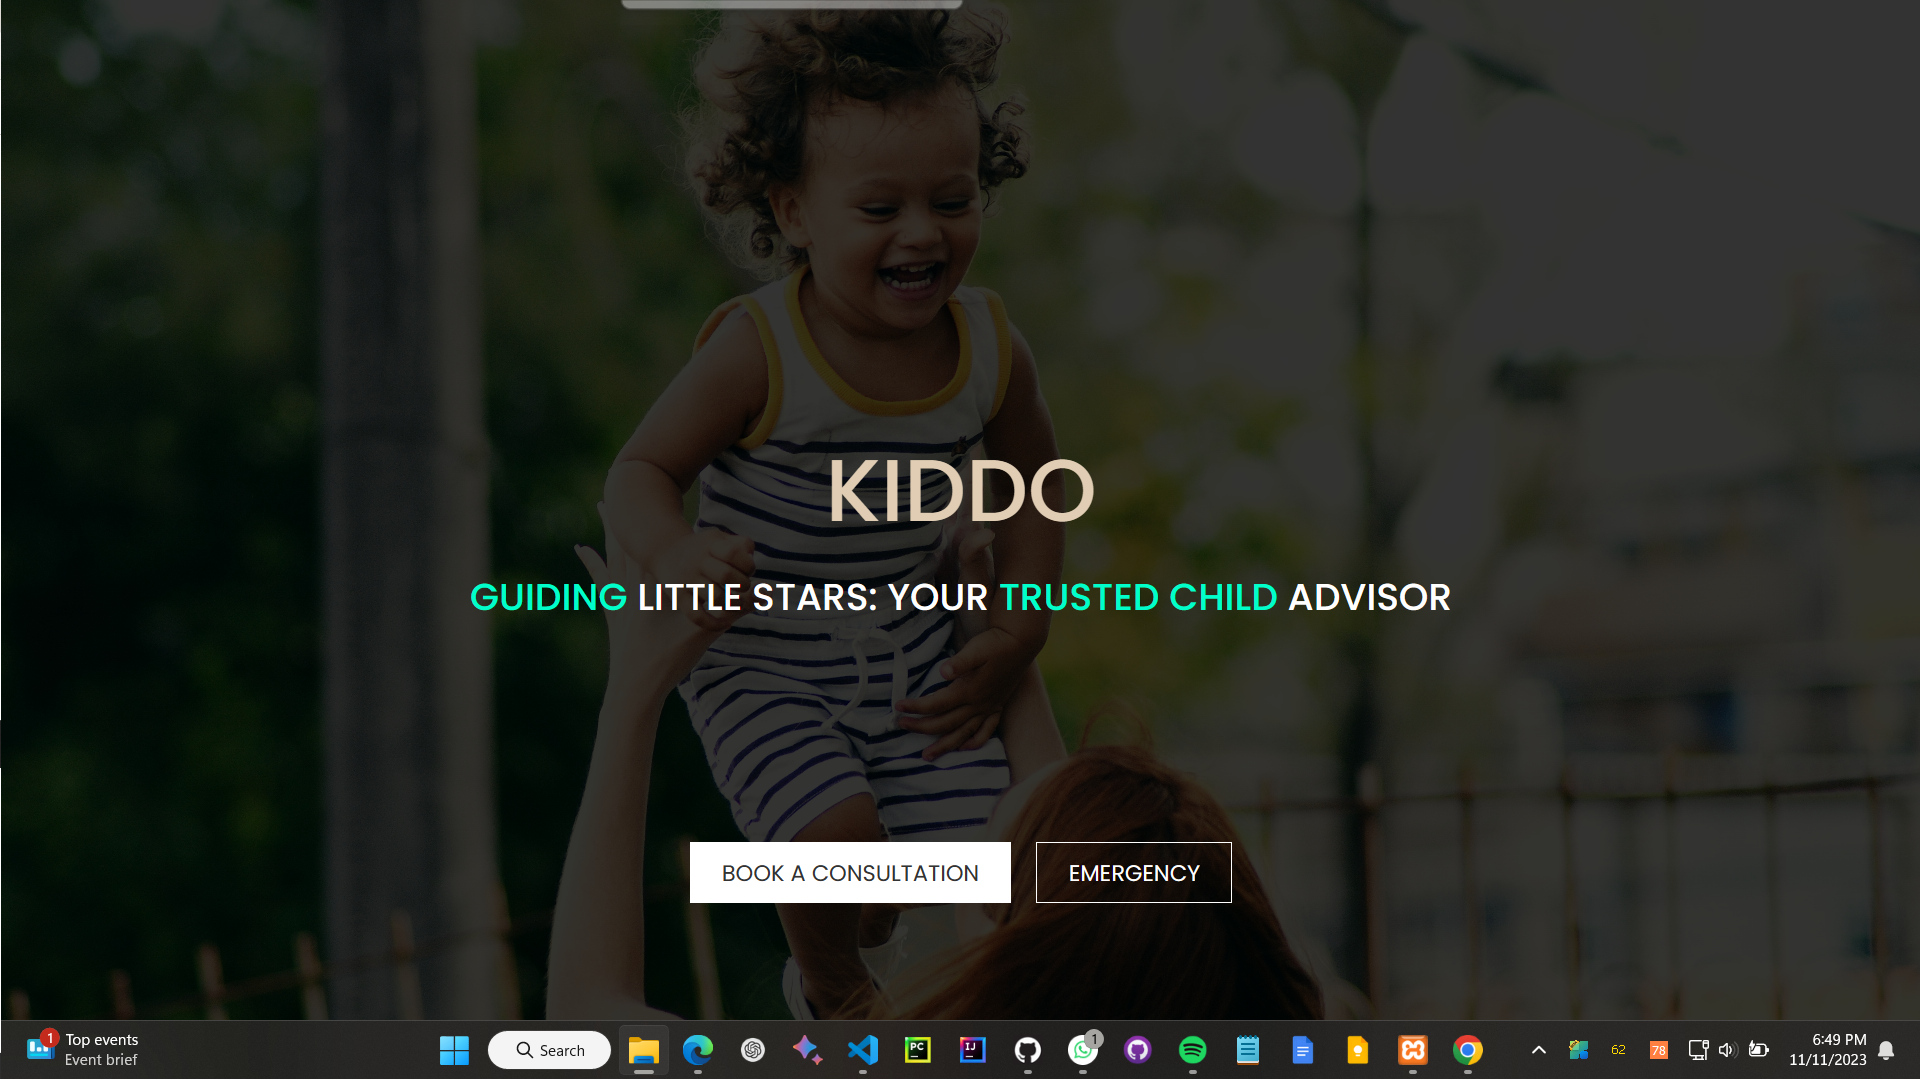 KIDDO
GUIDING LITTLE STARS: YOUR TRUSTED CHILD ADVISOR
BOOK A CONSULTATION
EMERGENCY
1
Top events
Event brief
Search
PC
IJ
1
62
78
6:49 PM
11/11/2023